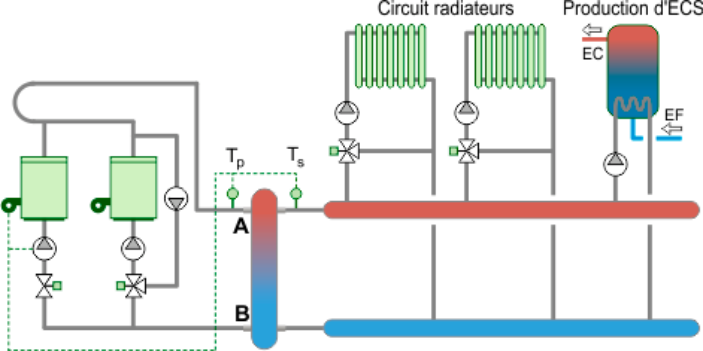 Circuit radiateurs
Production d'ECS
EC
EF
Tp
Ts
A
B